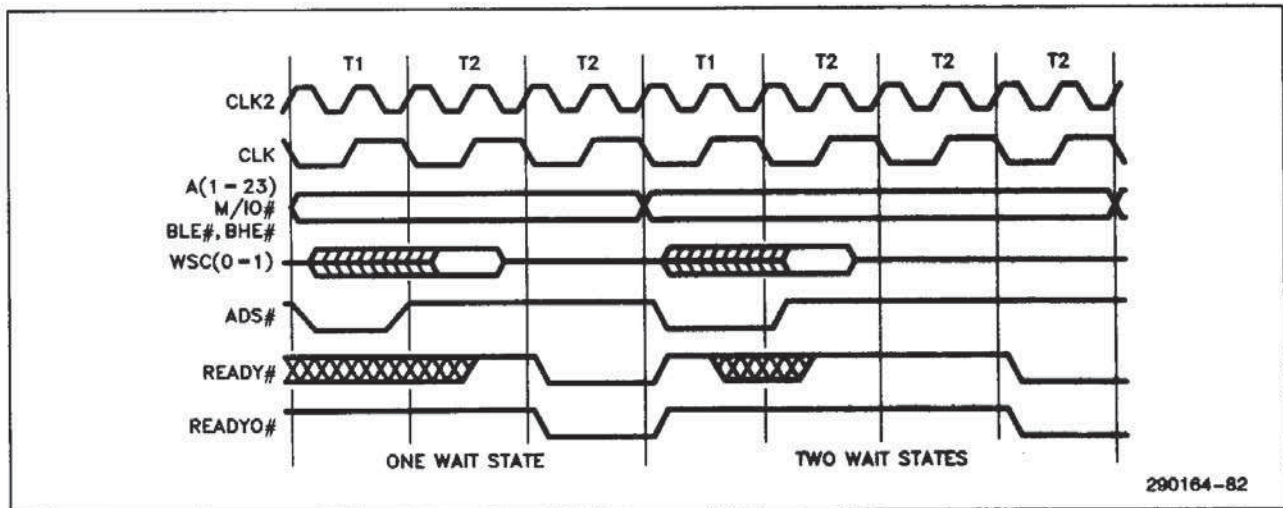 T1 T2 T2 T1 T2 T2 T2
CLK2
CLK
A(1-23)
M/IO#
BLE#, BHE#
WSC(0-1)
ADS#
READY#
READYO#
ONE WAIT STATE TWO WAIT STATES
290164-82